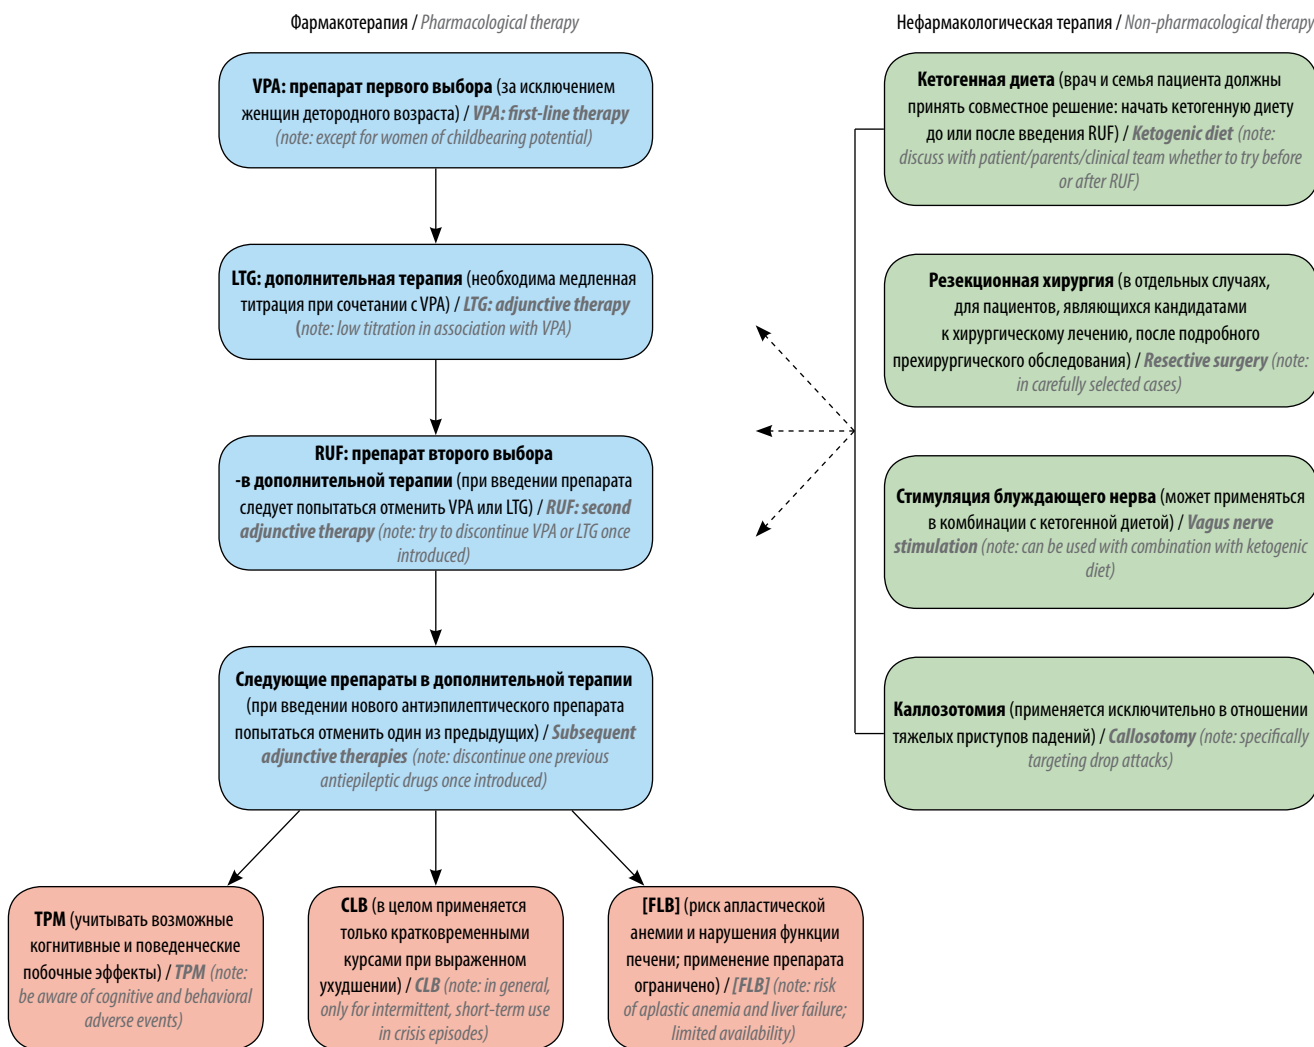 Фармакотерапия / Pharmacological therapy
VPA: препарат первого выбора (за исключением
женщин детородного возраста) / VPA: first-line therapy
(note: except for women of childbearing potential)
LTG: дополнительная терапия (необходима медленная
титрация при сочетании с VPA) / LTG: adjunctive therapy
(note: low titration in association with VPA)
RUF: препарат второго выбора
-в дополнительной терапии (при введении препарата
следует попытаться отменить VPA или LTG) / RUF: second
adjunctive therapy (note: try to discontinue VPA or LTG once
introduced)
Следующие препараты в дополнительной терапии
(при введении нового антиэпилептического препарата
попытаться отменить один из предыдущих) / Subsequent
adjunctive therapies (note: discontinue one previous
antiepileptic drugs once introduced)
TPM (учитывать возможные
когнитивные и поведенческие
побочные эффекты) / TPM (note:
be aware of cognitive and behavioral
adverse events)
CLB (в целом применяется
только кратковременными
курсами при выраженном
ухудшении) / CLB (note: in general,
only for intermittent, short-term use
in crisis episodes)
[FLB] (риск апластической
анемии и нарушения функции
печени; применение препарата
ограничено) / [FLB] (note: risk
of aplastic anemia and liver failure;
limited availability)
Нефармакологическая терапия / Non-pharmacological therapy
Кетогенная диета (врач и семья пациента должны
принять совместное решение: начать кетогенную диету
до или после введения RUF) / Ketogenic diet (note:
discuss with patient/parents/clinical team whether to try before
or after RUF)
Резекционная хирургия (в отдельных случаях,
для пациентов, являющихся кандидатами
к хирургическому лечению, после подробного
прехирургического обследования) / Resective surgery (note:
in carefully selected cases)
Стимуляция блуждающего нерва (может применяться
в комбинации с кетогенной диетой) / Vagus nerve
stimulation (note: can be used with combination with ketogenic
diet)
Каллозотомия (применяется исключительно в отношении
тяжелых приступов падений) / Callosotomy (note: specifically
targeting drop attacks)